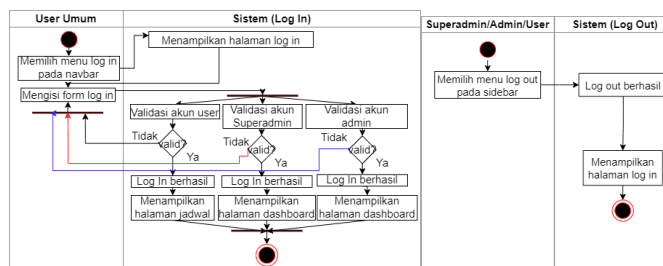 User Umum
Sistem (Log In)
Memilih menu log in
pada navbar
Menampilkan halaman log in
Mengisi form log in
Validasi akun user
Validasi akun
Superadmin
Validasi akun
admin
Tidak
valid?
Ya
Tidak
valid?
Ya
Tidak
valid?
Ya
Log In berhasil
Log In berhasil
Log In berhasil
Menampilkan
halaman jadwal
Menampilkan
halaman dashboard
Menampilkan
halaman dashboard
Superadmin/Admin/User
Sistem (Log Out)
Memilih menu log out
pada sidebar
Log out berhasil
Menampilkan
halaman log in